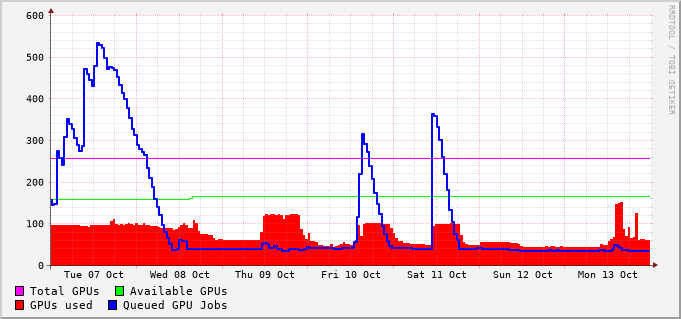 600
500
400
300
200
100
0
Tue 07 Oct Wed 08 Oct Thu 09 Oct Fri 10 Oct Sat 11 Oct Sun 12 Oct Mon 13 Oct
Total GPUs Available GPUs
GPUs used Queued GPU Jobs
RRDTOOL / TOBI OETIKER